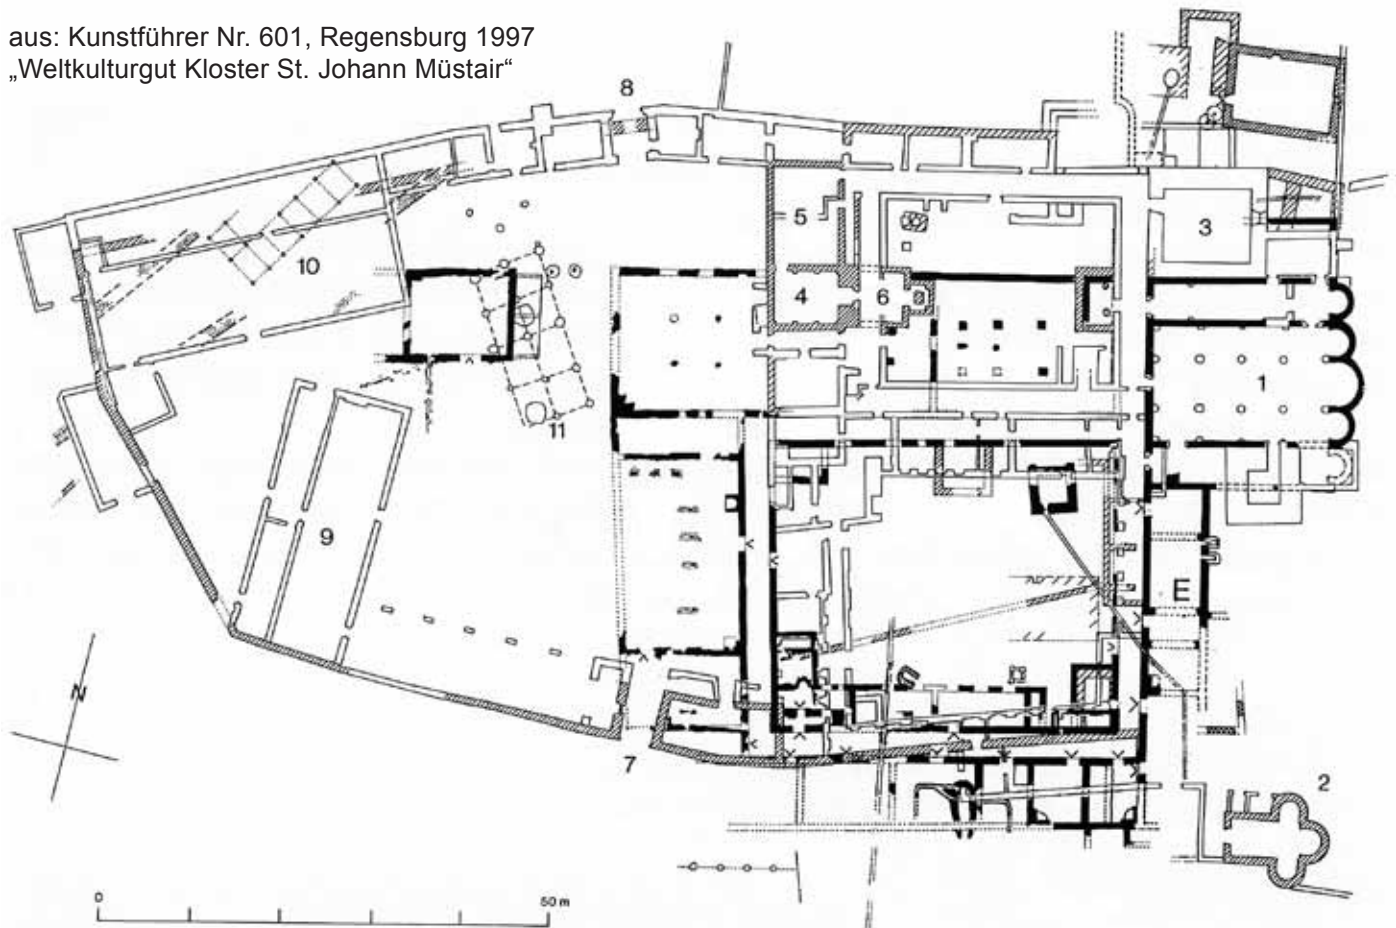 aus: Kunstführer Nr. 601, Regensburg 1997
„Weltkulturgut Kloster St. Johann Müstair“
8
5
3
10
4
6
1
11
9
E
N
7
2
0
50 m